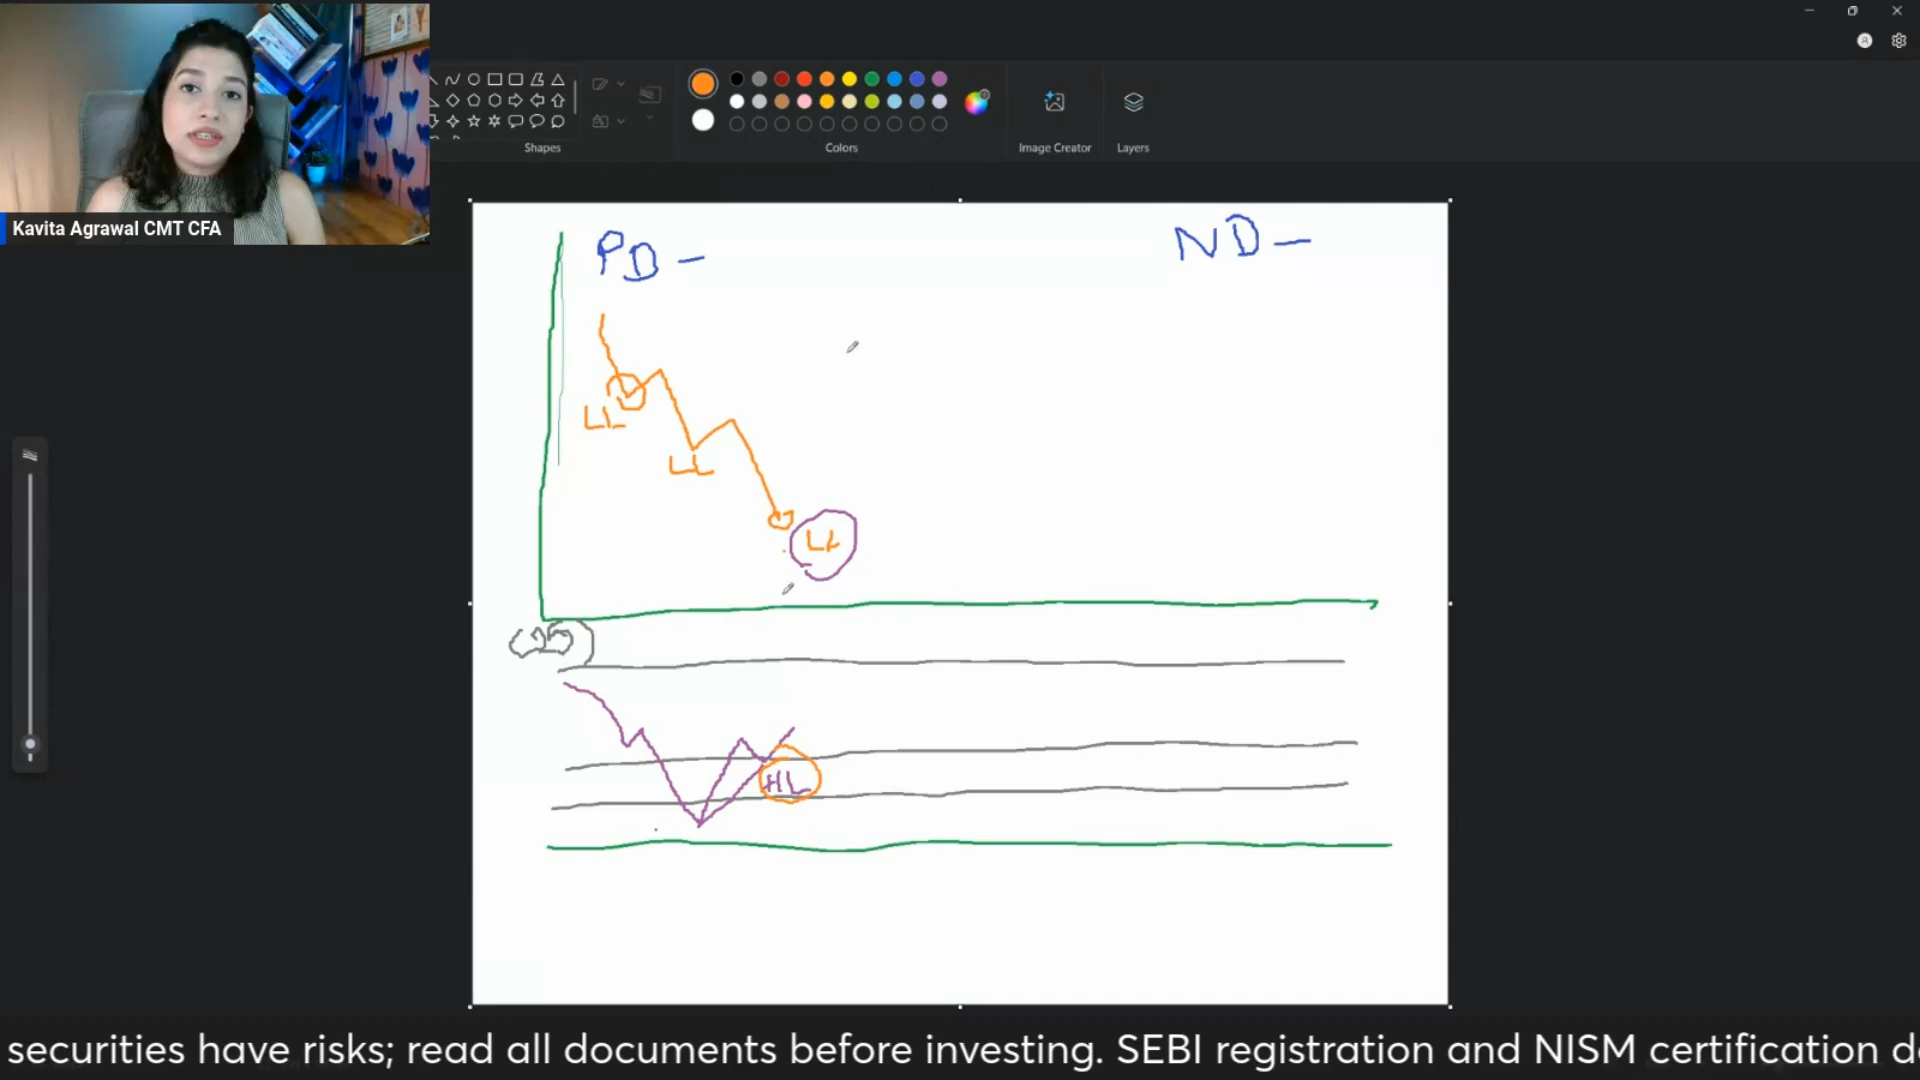 Kavita Agrawal CMT CFA
Shapes
Colors
Image Creator
Layers
PD -
ND -
LL
LL
LL
HL
securities have risks; read all documents before investing. SEBI registration and NISM certification d